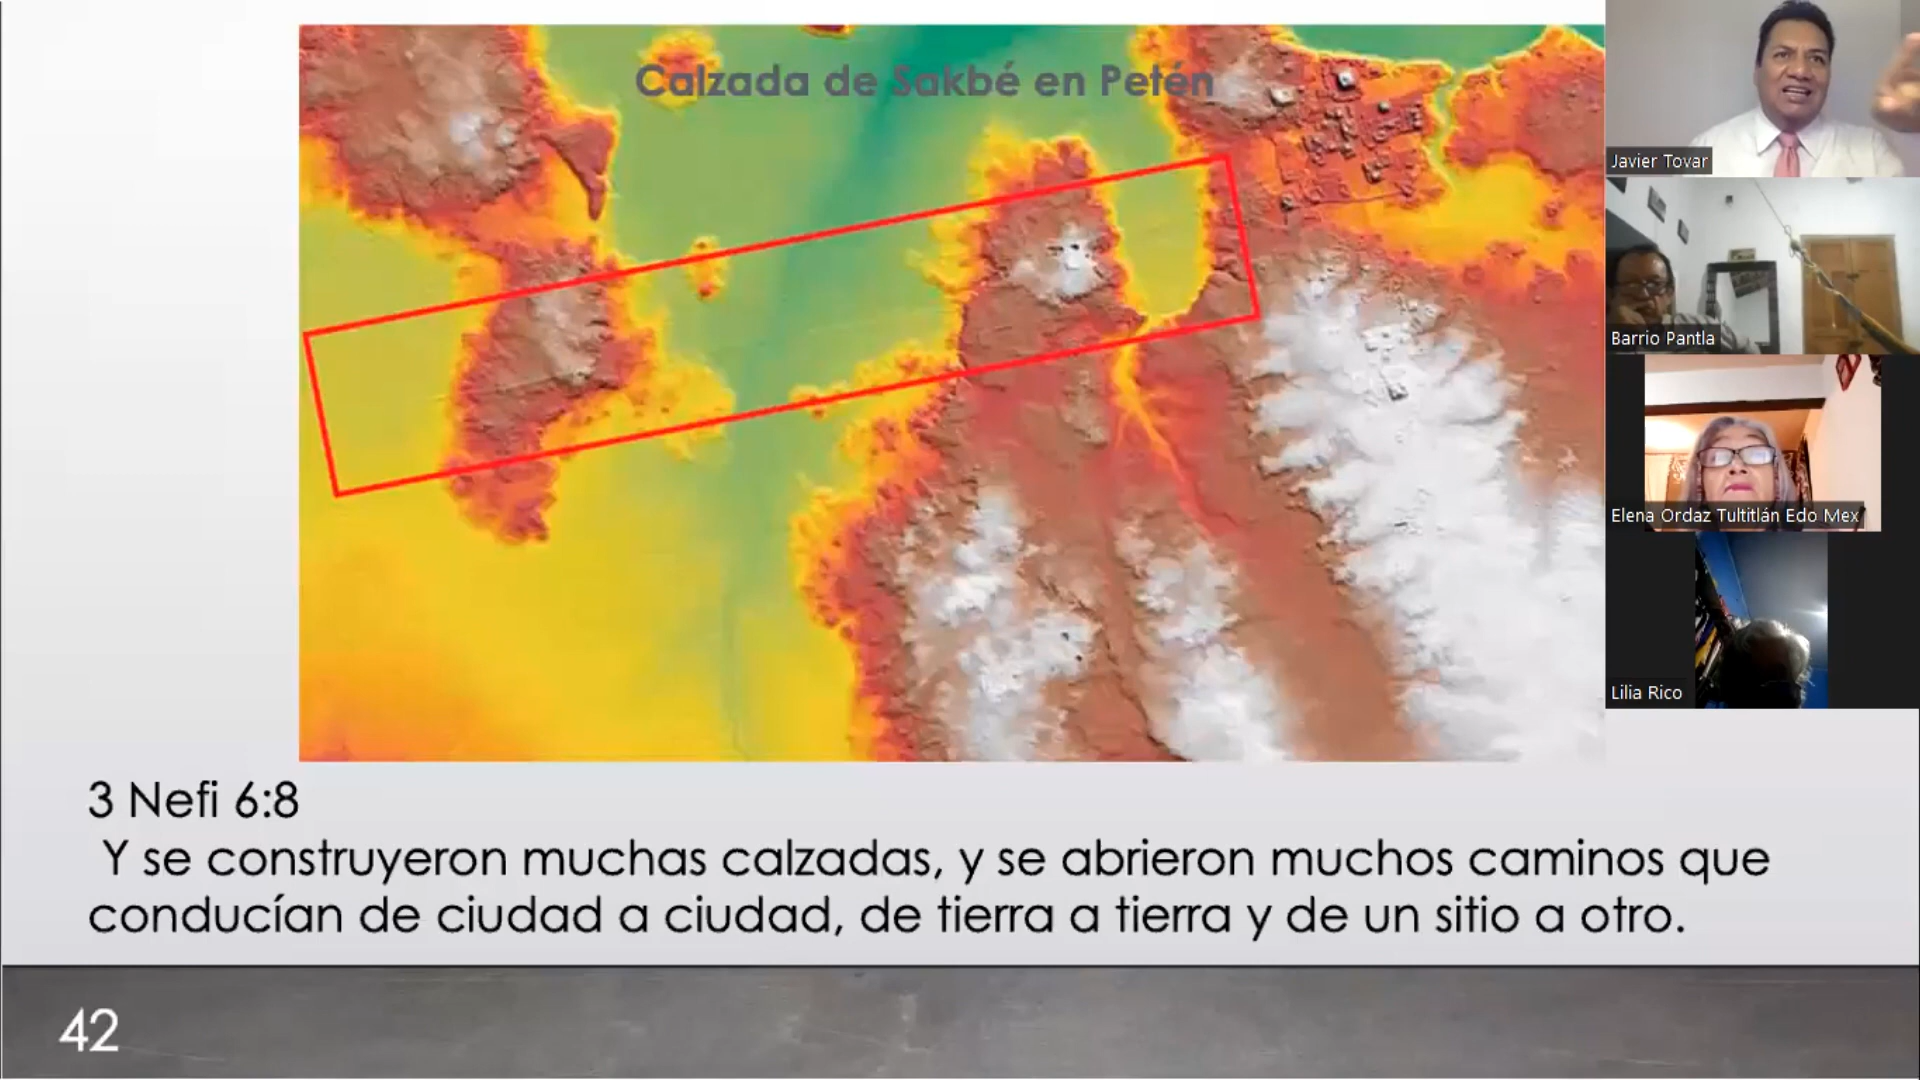 Calzada de Sakbé en Petén
Javier Tovar
Barrio Pantla
Elena Ordaz Tultitlán Edo Mex
Lilia Rico
3 Nefi 6:8
Y se construyeron muchas calzadas, y se abrieron muchos caminos que
conducían de ciudad a ciudad, de tierra a tierra y de un sitio a otro.
42